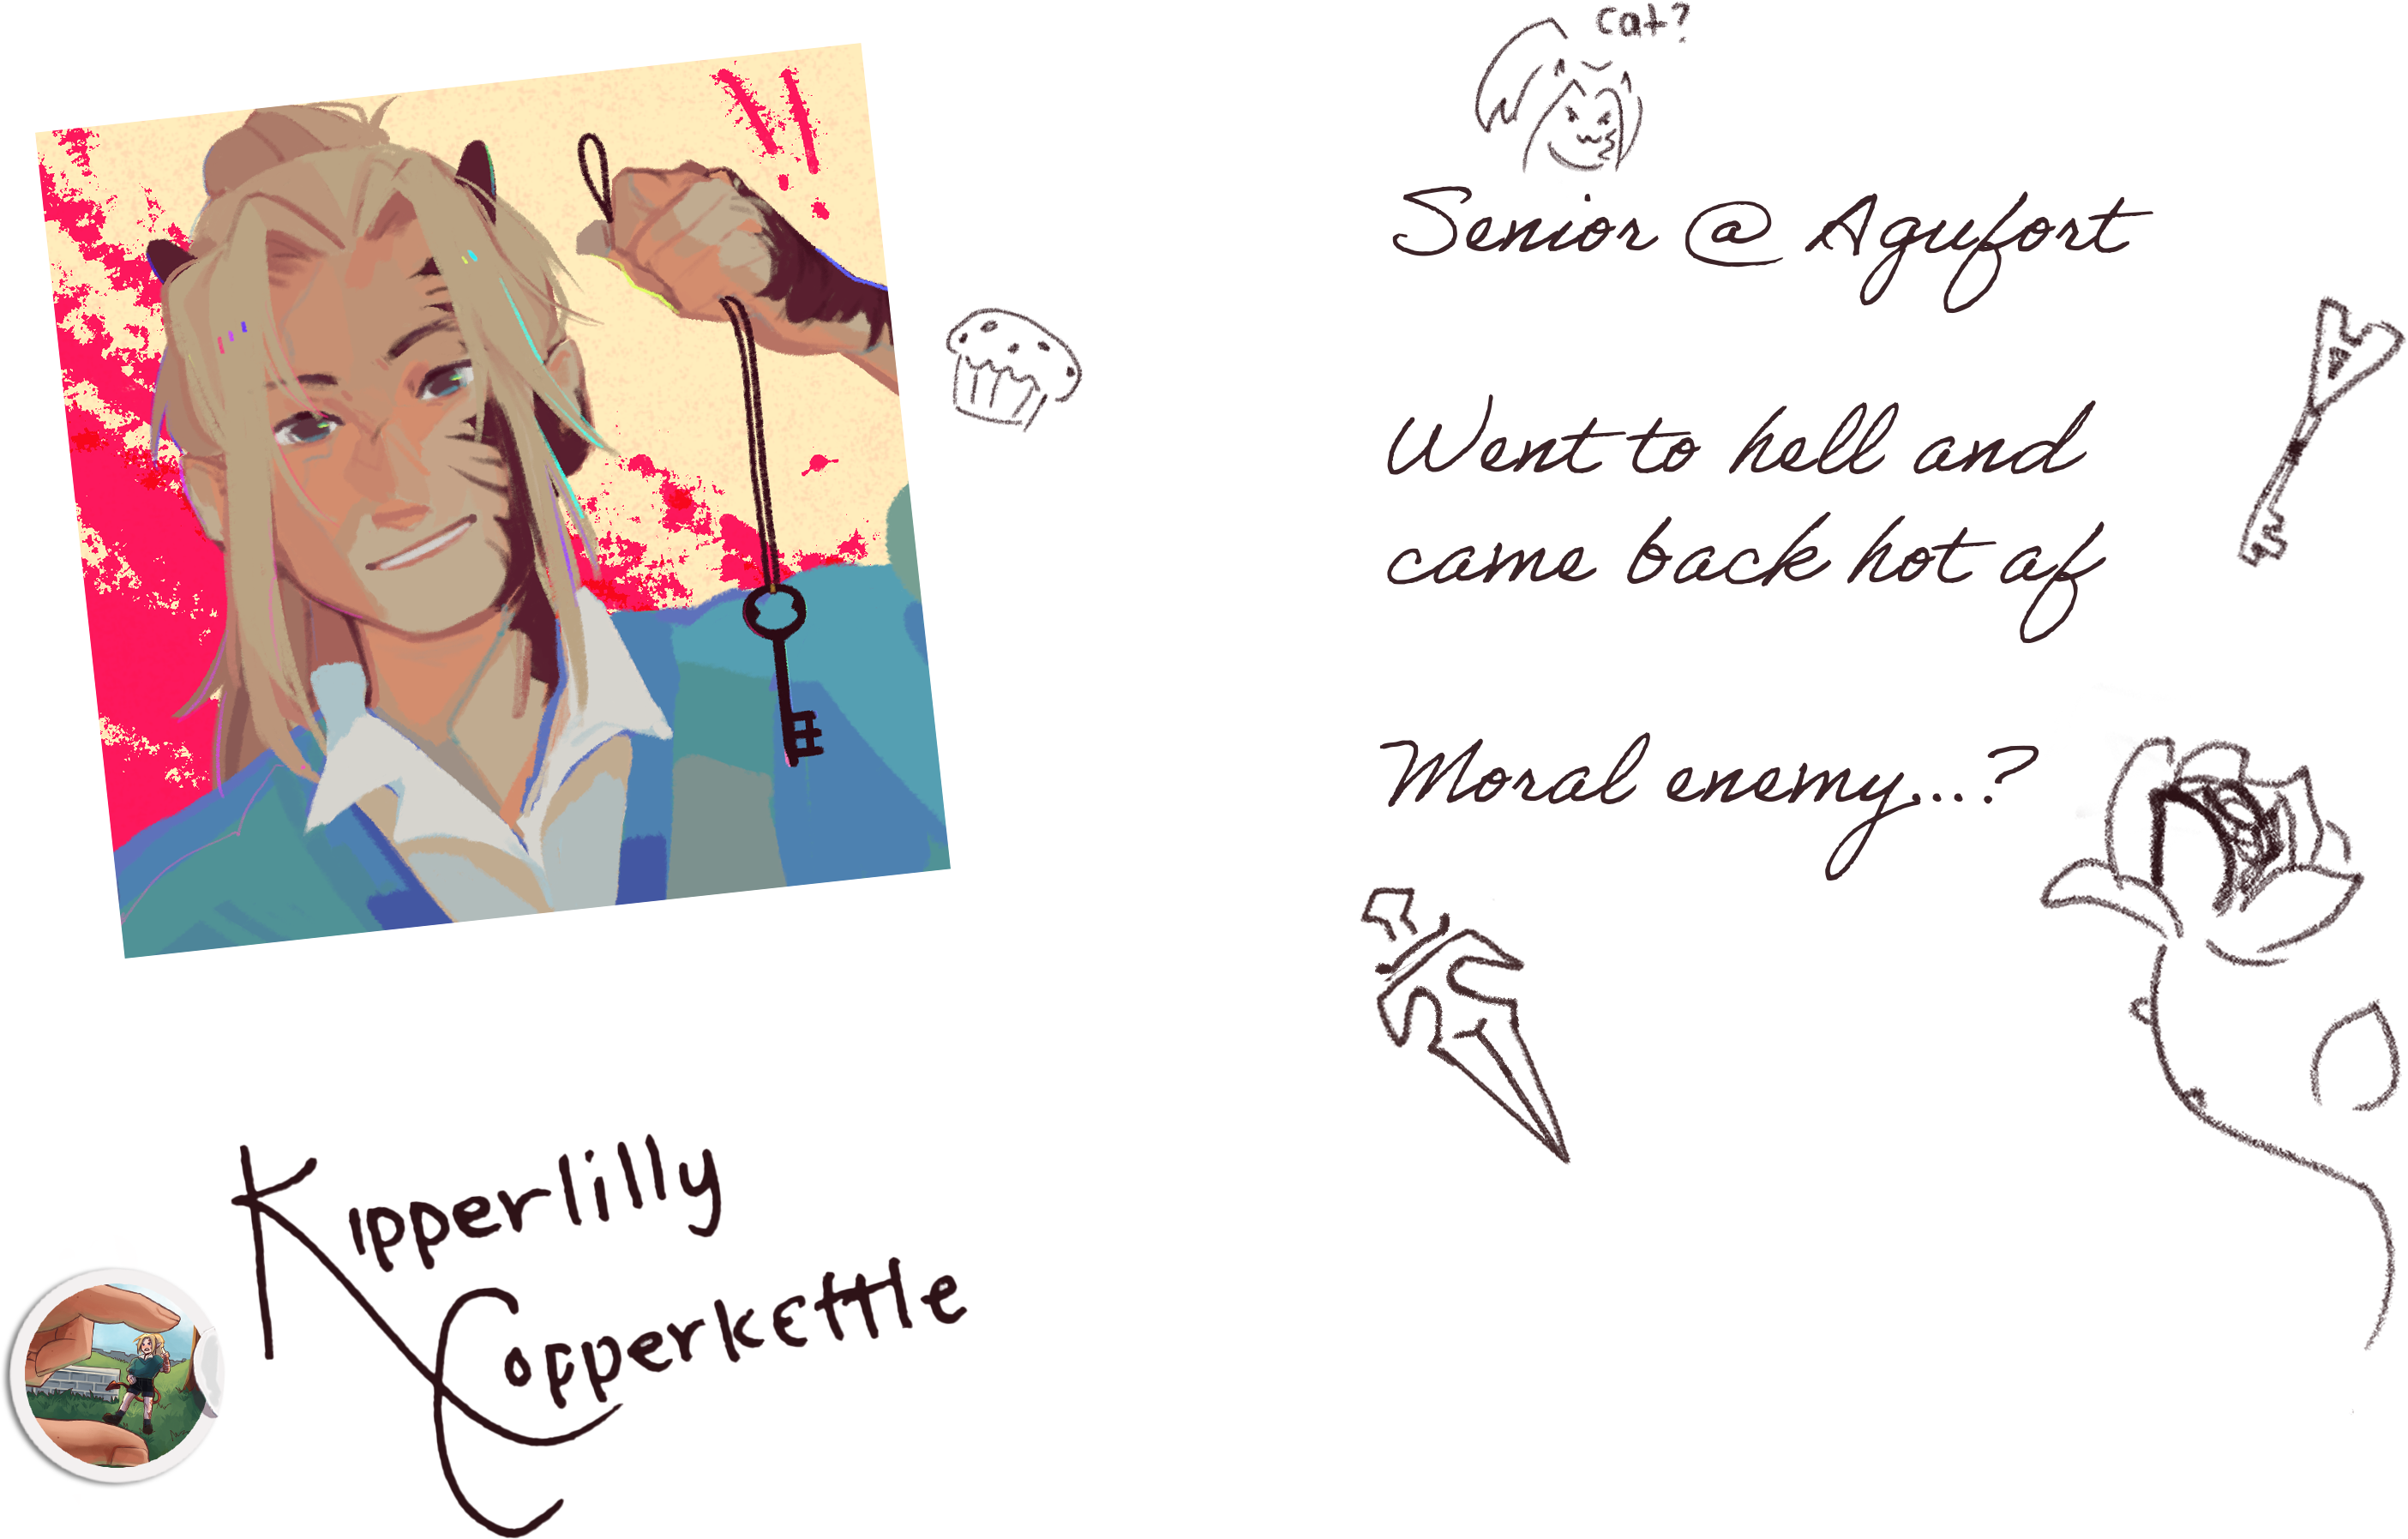 cat?
Senior @ Agufort
Went to hell and
came back hot af
Moral enemy...?
Kipperlilly
Copperkettle